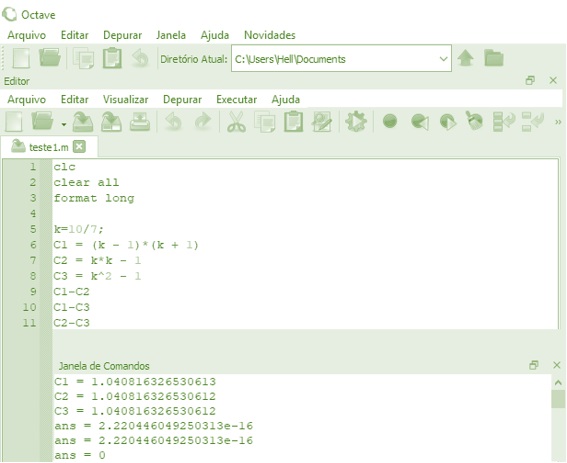 Octave
Arquivo Editar Depurar Janela Ajuda Novidades
Diretório Atual: C:\Users\Hell\Documents
Editor
Arquivo Editar Visualizar Depurar Executar Ajuda
teste1.m
1 clc
2 clear all
3 format long
4
5 k=10/7;
6 C1 = (k - 1)*(k + 1)
7 C2 = k*k - 1
8 C3 = k^2 - 1
9 C1-C2
10 C1-C3
11 C2-C3
Janela de Comandos
C1 = 1.040816326530613
C2 = 1.040816326530612
C3 = 1.040816326530612
ans = 2.220446049250313e-16
ans = 2.220446049250313e-16
ans = 0